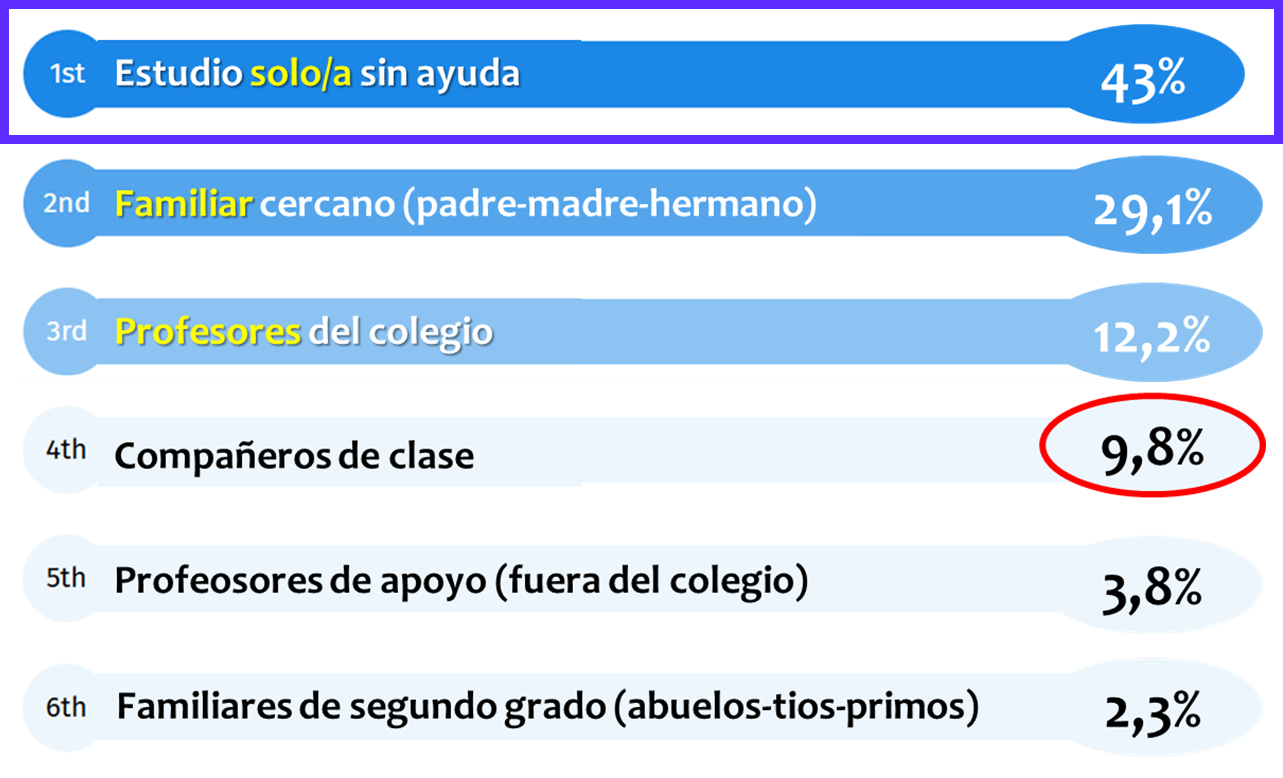 1st Estudio solo/a sin ayuda 43%
2nd Familiar cercano (padre-madre-hermano) 29,1%
3rd Profesores del colegio 12,2%
4th Compañeros de clase 9,8%
5th Profeosores de apoyo (fuera del colegio) 3,8%
6th Familiares de segundo grado (abuelos-tios-primos) 2,3%